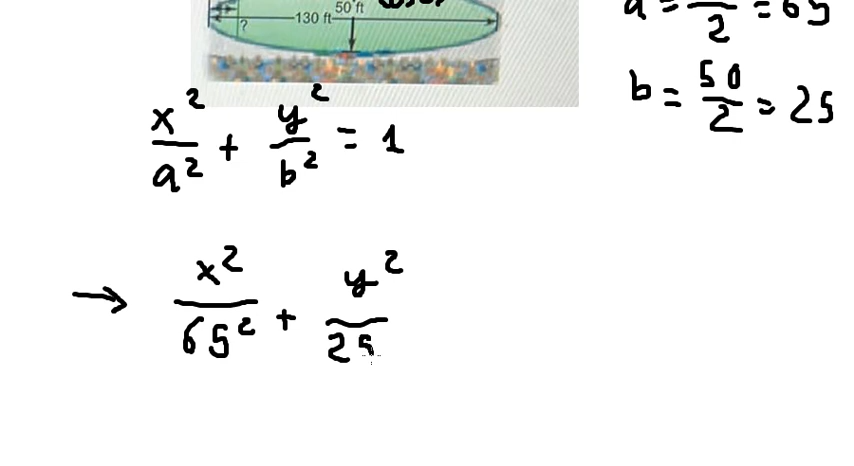 50 ft
130 ft
?
a = /2 = 65
b = 50/2 = 25
x²/a² + y²/b² = 1
→ x²/65² + y²/25